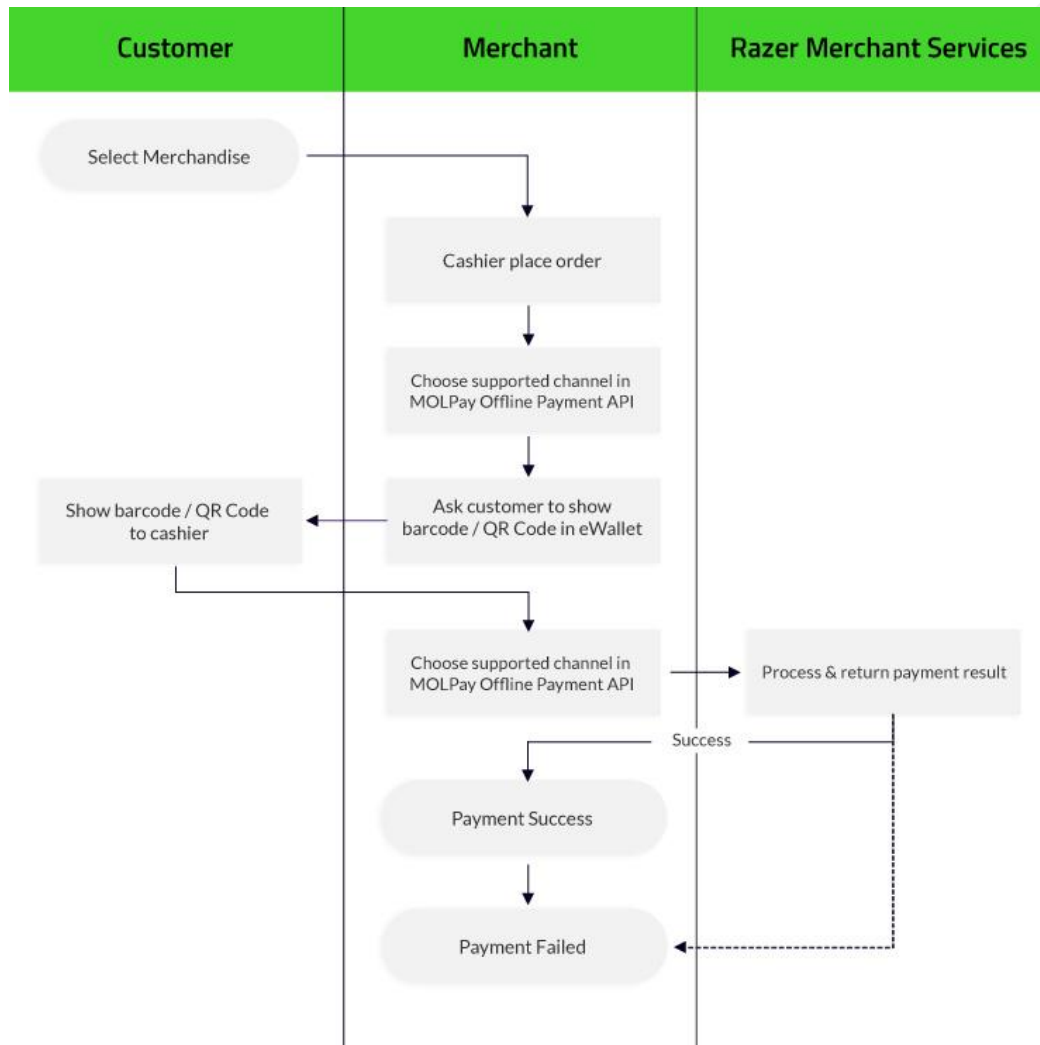 Customer
Merchant
Razer Merchant Services
Select Merchandise
Cashier place order
Choose supported channel in
MOLPay Offline Payment API
Ask customer to show
barcode / QR Code in eWallet
Show barcode / QR Code
to cashier
Choose supported channel in
MOLPay Offline Payment API
Process & return payment result
Success
Payment Success
Payment Failed